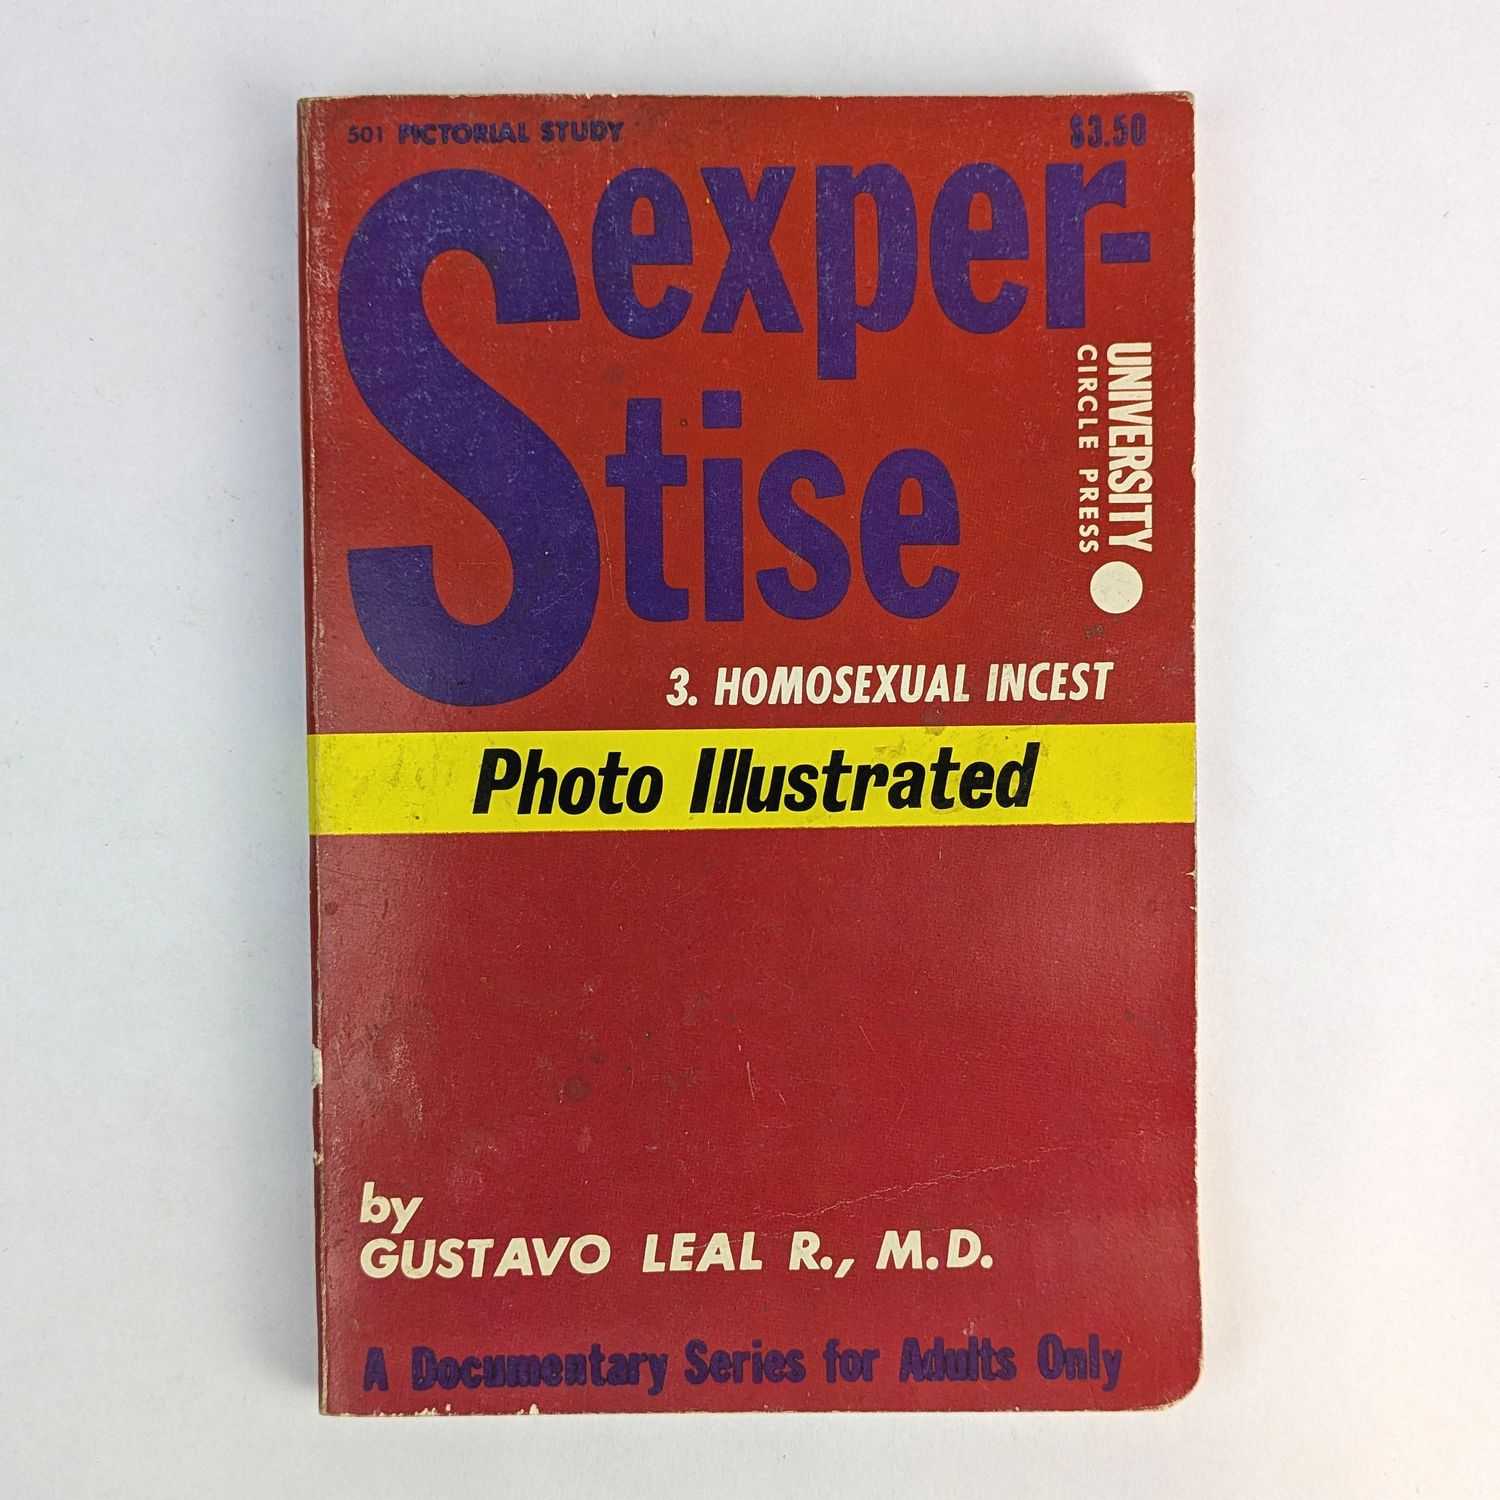 501 PICTORIAL STUDY
$3.50
Sexper-
tise
UNIVERSITY
CIRCLE PRESS
3. HOMOSEXUAL INCEST
Photo Illustrated
by
GUSTAVO LEAL R., M.D.
A Documentary Series for Adults Only